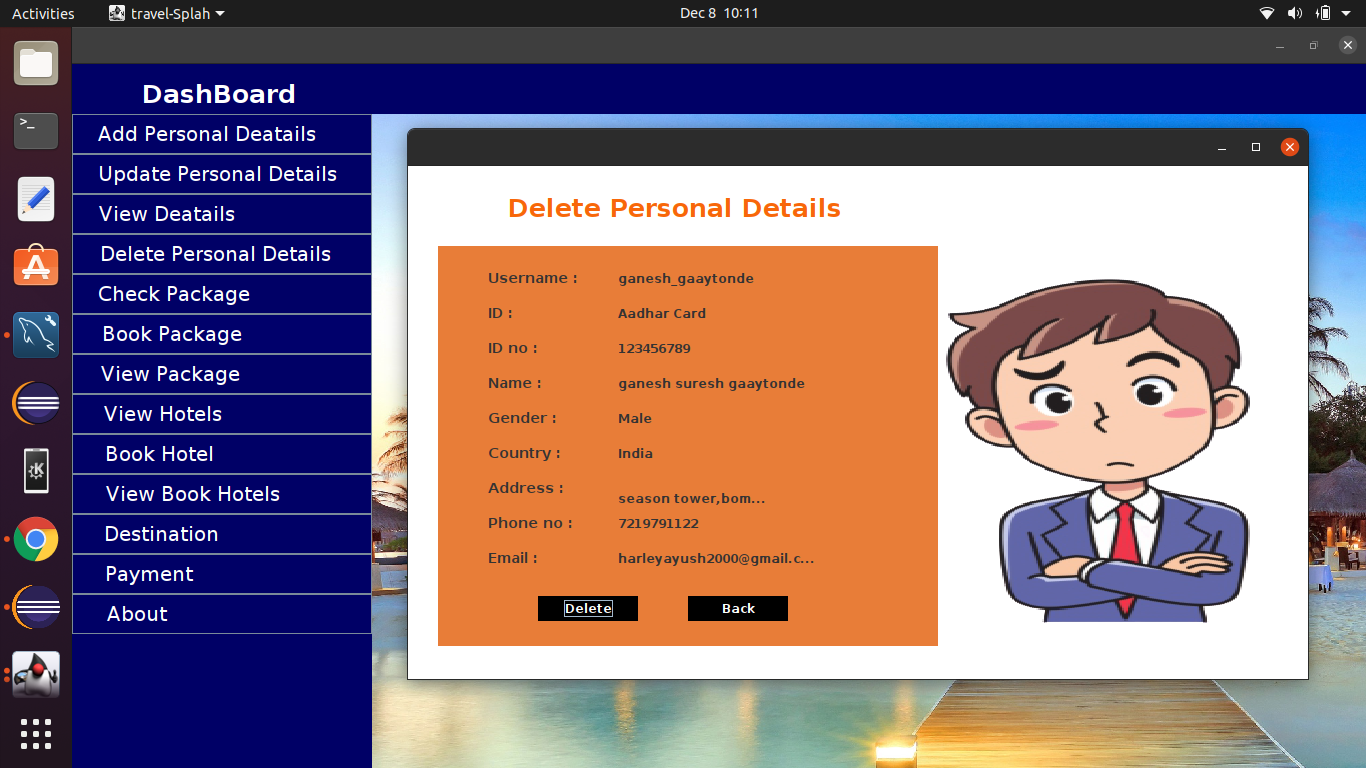 Activities travel-Splah Dec 8 10:11
DashBoard
Add Personal Deatails
Update Personal Details
View Deatails
Delete Personal Details
Check Package
Book Package
View Package
View Hotels
Book Hotel
View Book Hotels
Destination
Payment
About
Delete Personal Details
Username : ganesh_gaaytonde
ID : Aadhar Card
ID no : 123456789
Name : ganesh suresh gaaytonde
Gender : Male
Country : India
Address : season tower,bom...
Phone no : 7219791122
Email : harleyayush2000@gmail.c...
Delete Back